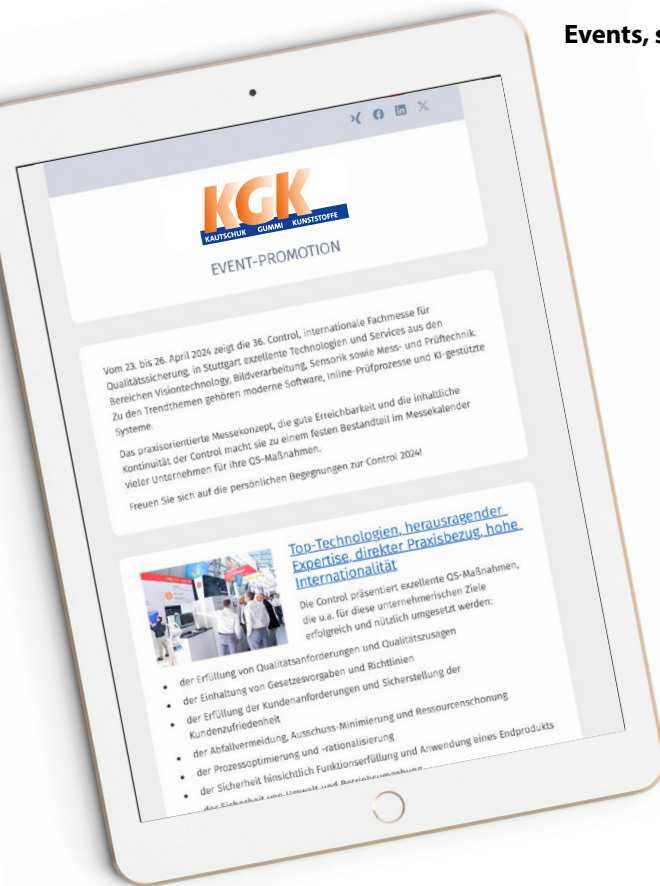 Events, s
KGK
KAUTSCHUK GUMMI KUNSTSTOFFE
EVENT-PROMOTION
Vom 23. bis 26. April 2024 zeigt die 36. Control, internationale Fachmesse für
Qualitätssicherung, in Stuttgart exzellente Technologien und Services aus den
Bereichen Visiontechnology, Bildverarbeitung, Sensorik sowie Mess- und Prüftechnik.
Zu den Trendthemen gehören moderne Software, Inline-Prüfprozesse und KI-gestützte
Systeme.
Das praxisorientierte Messekonzept, die gute Erreichbarkeit und die inhaltliche
Kontinuität der Control macht sie zu einem festen Bestandteil im Messekalender
vieler Unternehmen für ihre QS-Maßnahmen.
Freuen Sie sich auf die persönlichen Begegnungen zur Control 2024!
Top-Technologien, herausragender
Expertise, direkter Praxisbezug, hohe
Internationalität
Die Control präsentiert exzellente QS-Maßnahmen,
die u.a. für diese unternehmerischen Ziele
erfolgreich und nützlich umgesetzt werden:
• der Erfüllung von Qualitätsanforderungen und Qualitätszusagen
• der Einhaltung von Gesetzesvorgaben und Richtlinien
• der Erfüllung der Kundenanforderungen und Sicherstellung der
Kundenzufriedenheit
• der Abfallvermeidung, Ausschuss-Minimierung und Ressourcenschonung
• der Prozessoptimierung und -rationalisierung
• der Sicherheit hinsichtlich Funktionserfüllung und Anwendung eines Endprodukts
der Sicherheit von Umwelt und Betriebsumgebung